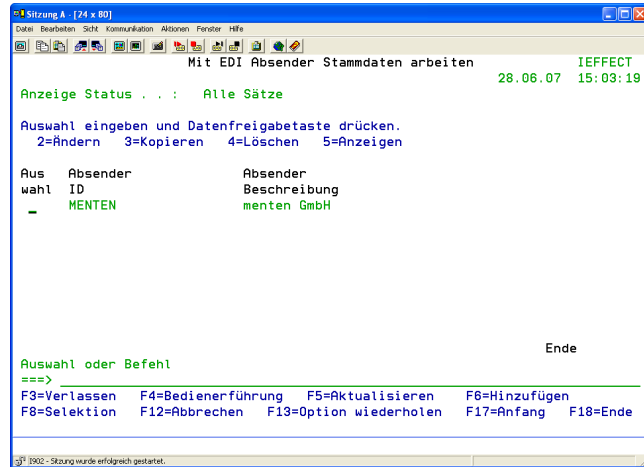 Sitzung A - [24 x 80]
Datei Bearbeiten Sicht Kommunikation Aktionen Fenster Hilfe
Mit EDI Absender Stammdaten arbeiten IEFFECT
28.06.07 15:03:19
Anzeige Status . . : Alle Sätze
Auswahl eingeben und Datenfreigabetaste drücken.
2=Ändern 3=Kopieren 4=Löschen 5=Anzeigen
Aus Absender Absender
wahl ID Beschreibung
MENTEN menten GmbH
Ende
Auswahl oder Befehl
===>
F3=Verlassen F4=Bedienerführung F5=Aktualisieren F6=Hinzufügen
F8=Selektion F12=Abbrechen F13=Option wiederholen F17=Anfang F18=Ende
I902 - Sitzung wurde erfolgreich gestartet.